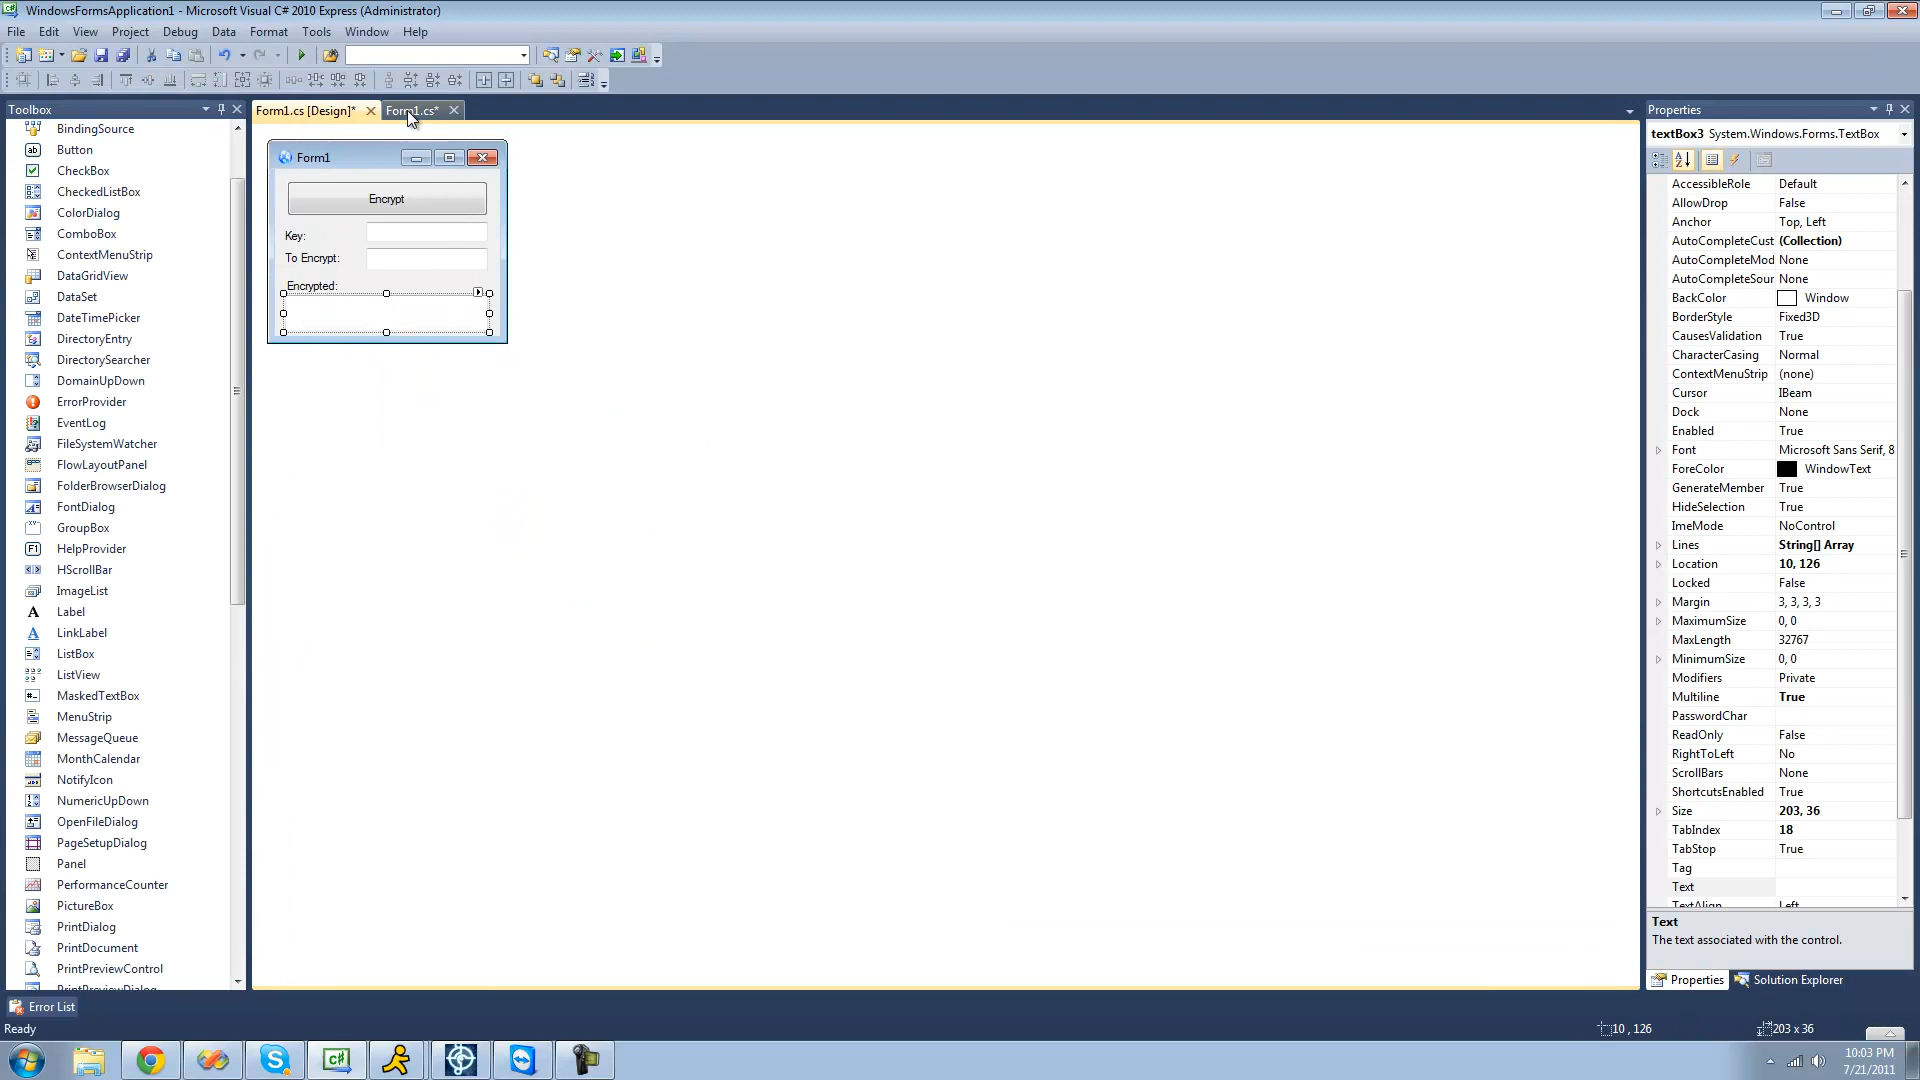 WindowsFormsApplication1 - Microsoft Visual C# 2010 Express (Administrator)
File Edit View Project Debug Data Format Tools Window Help
Toolbox
Form1.cs [Design]* Form1.cs*
Properties
BindingSource
Button
CheckBox
CheckedListBox
ColorDialog
ComboBox
ContextMenuStrip
DataGridView
DataSet
DateTimePicker
DirectoryEntry
DirectorySearcher
DomainUpDown
ErrorProvider
EventLog
FileSystemWatcher
FlowLayoutPanel
FolderBrowserDialog
FontDialog
GroupBox
HelpProvider
HScrollBar
ImageList
Label
LinkLabel
ListBox
ListView
MaskedTextBox
MenuStrip
MessageQueue
MonthCalendar
NotifyIcon
NumericUpDown
OpenFileDialog
PageSetupDialog
Panel
PerformanceCounter
PictureBox
PrintDialog
PrintDocument
PrintPreviewControl
PrintPreviewDialog
Form1
Encrypt
Key:
To Encrypt:
Encrypted:
textBox3 System.Windows.Forms.TextBox
AccessibleRole Default
AllowDrop False
Anchor Top, Left
AutoCompleteCust (Collection)
AutoCompleteMod None
AutoCompleteSour None
BackColor Window
BorderStyle Fixed3D
CausesValidation True
CharacterCasing Normal
ContextMenuStrip (none)
Cursor IBeam
Dock None
Enabled True
Font Microsoft Sans Serif, 8
ForeColor WindowText
GenerateMember True
HideSelection True
ImeMode NoControl
Lines String[] Array
Location 10, 126
Locked False
Margin 3, 3, 3, 3
MaximumSize 0, 0
MaxLength 32767
MinimumSize 0, 0
Modifiers Private
Multiline True
PasswordChar
ReadOnly False
RightToLeft No
ScrollBars None
ShortcutsEnabled True
Size 203, 36
TabIndex 18
TabStop True
Tag
Text
TextAlign Left
Text
The text associated with the control.
Properties Solution Explorer
Error List
Ready
10 , 126
203 x 36
10:03 PM
7/21/2011